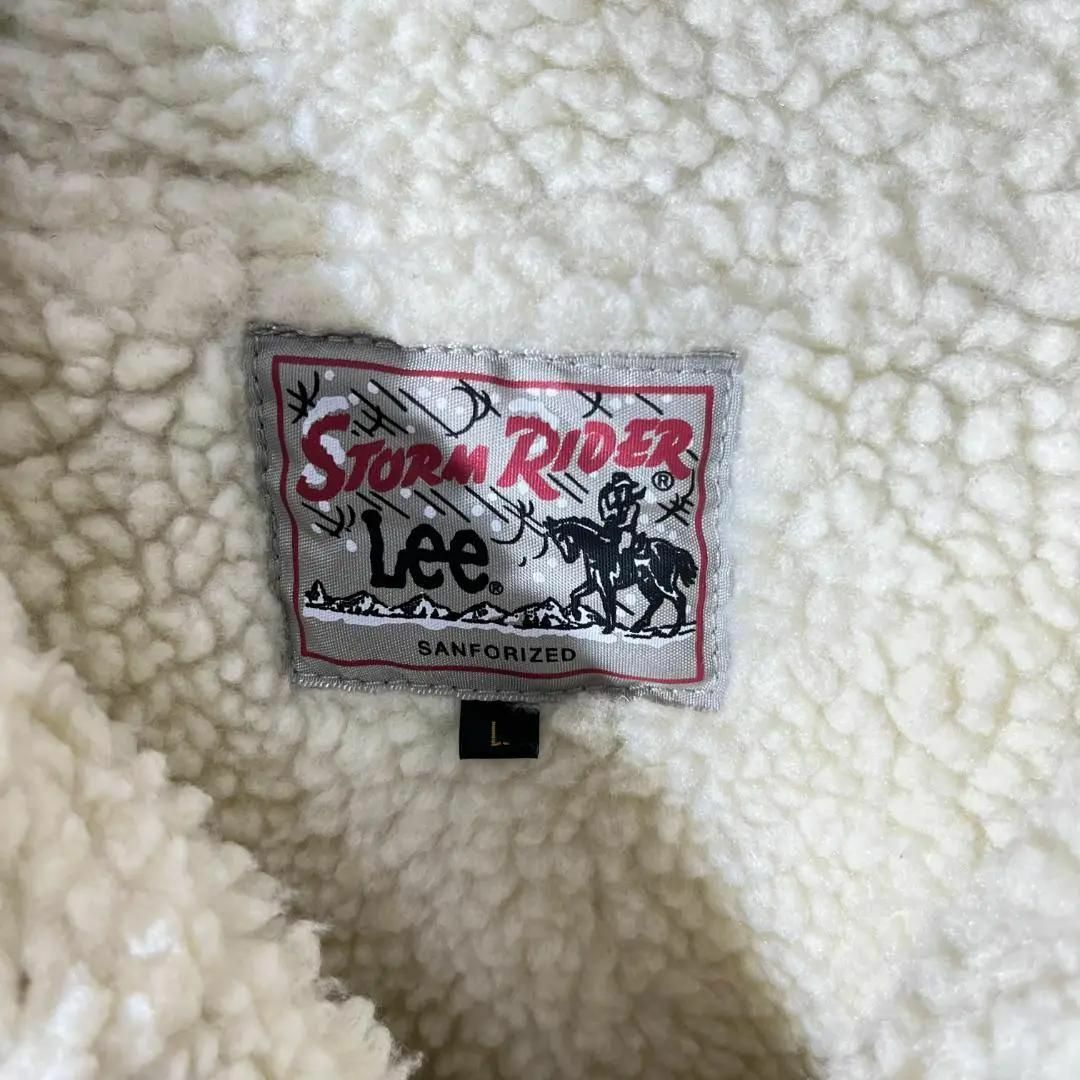 STORM RIDER ®
Lee ®
SANFORIZED
L